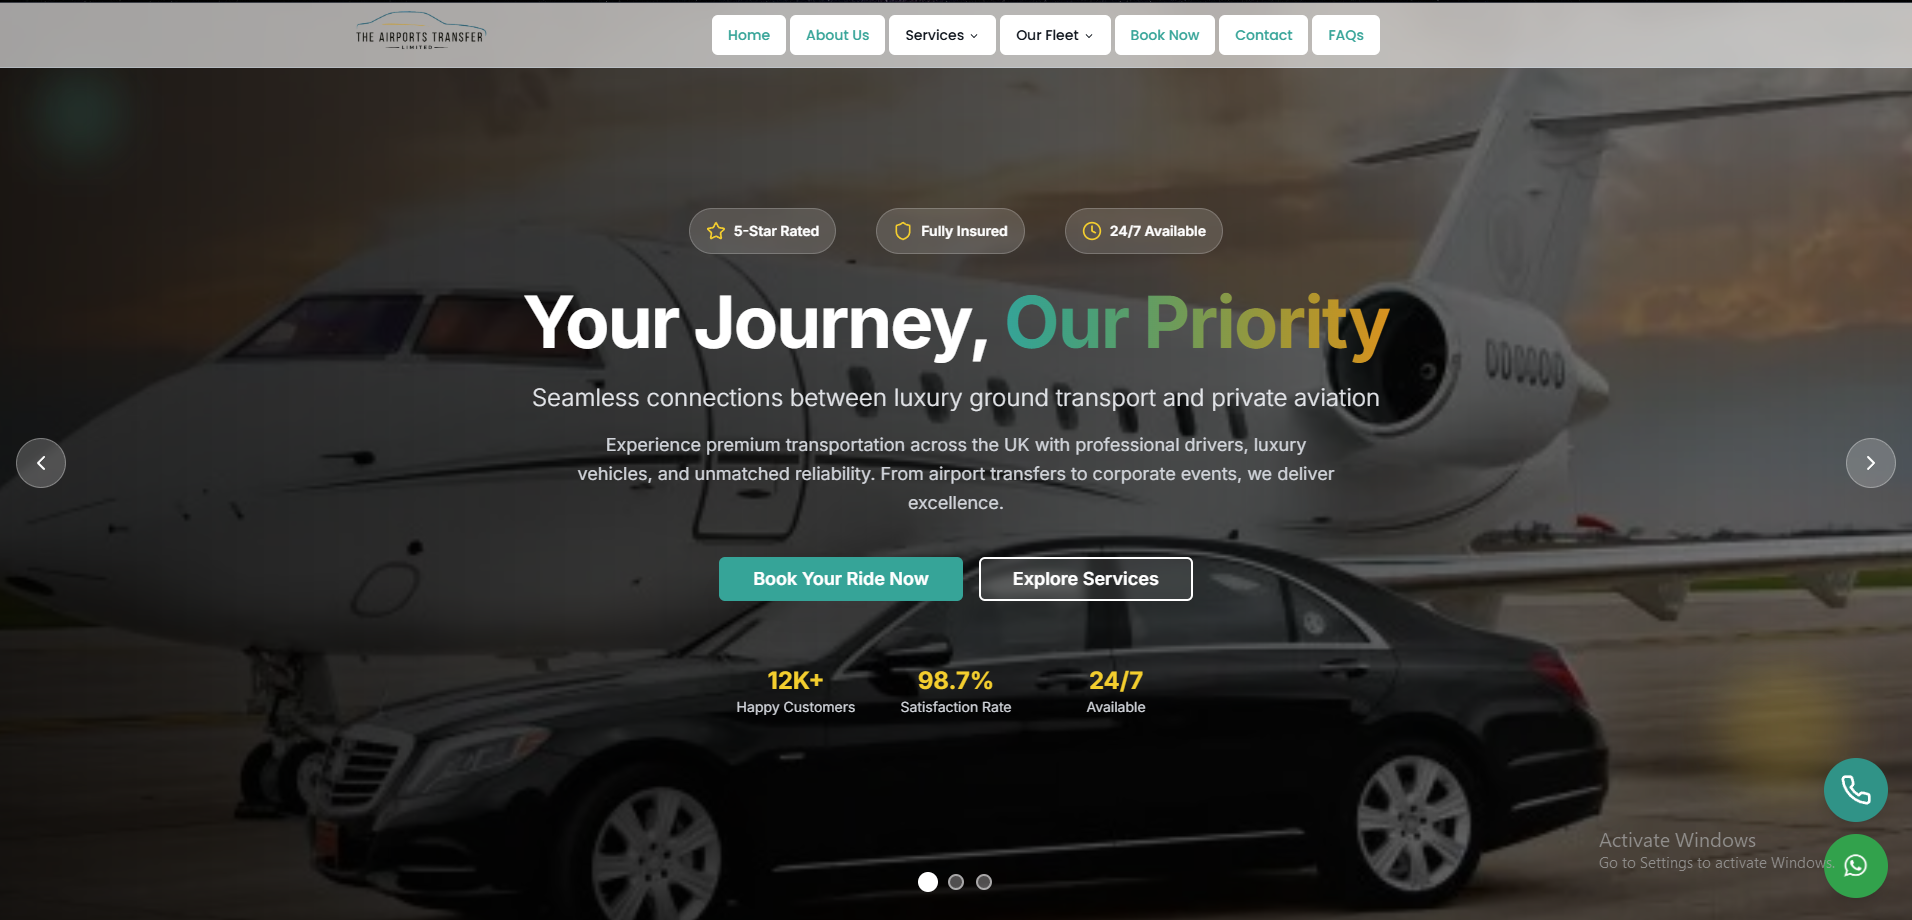 THE AIRPORTS TRANSFER
LIMITED
Home
About Us
Services
Our Fleet
Book Now
Contact
FAQs
5-Star Rated
Fully Insured
24/7 Available
Your Journey, Our Priority
Seamless connections between luxury ground transport and private aviation
Experience premium transportation across the UK with professional drivers, luxury
vehicles, and unmatched reliability. From airport transfers to corporate events, we deliver
excellence.
Book Your Ride Now
Explore Services
12K+
Happy Customers
98.7%
Satisfaction Rate
24/7
Available
Activate Windows
Go to Settings to activate Windows.